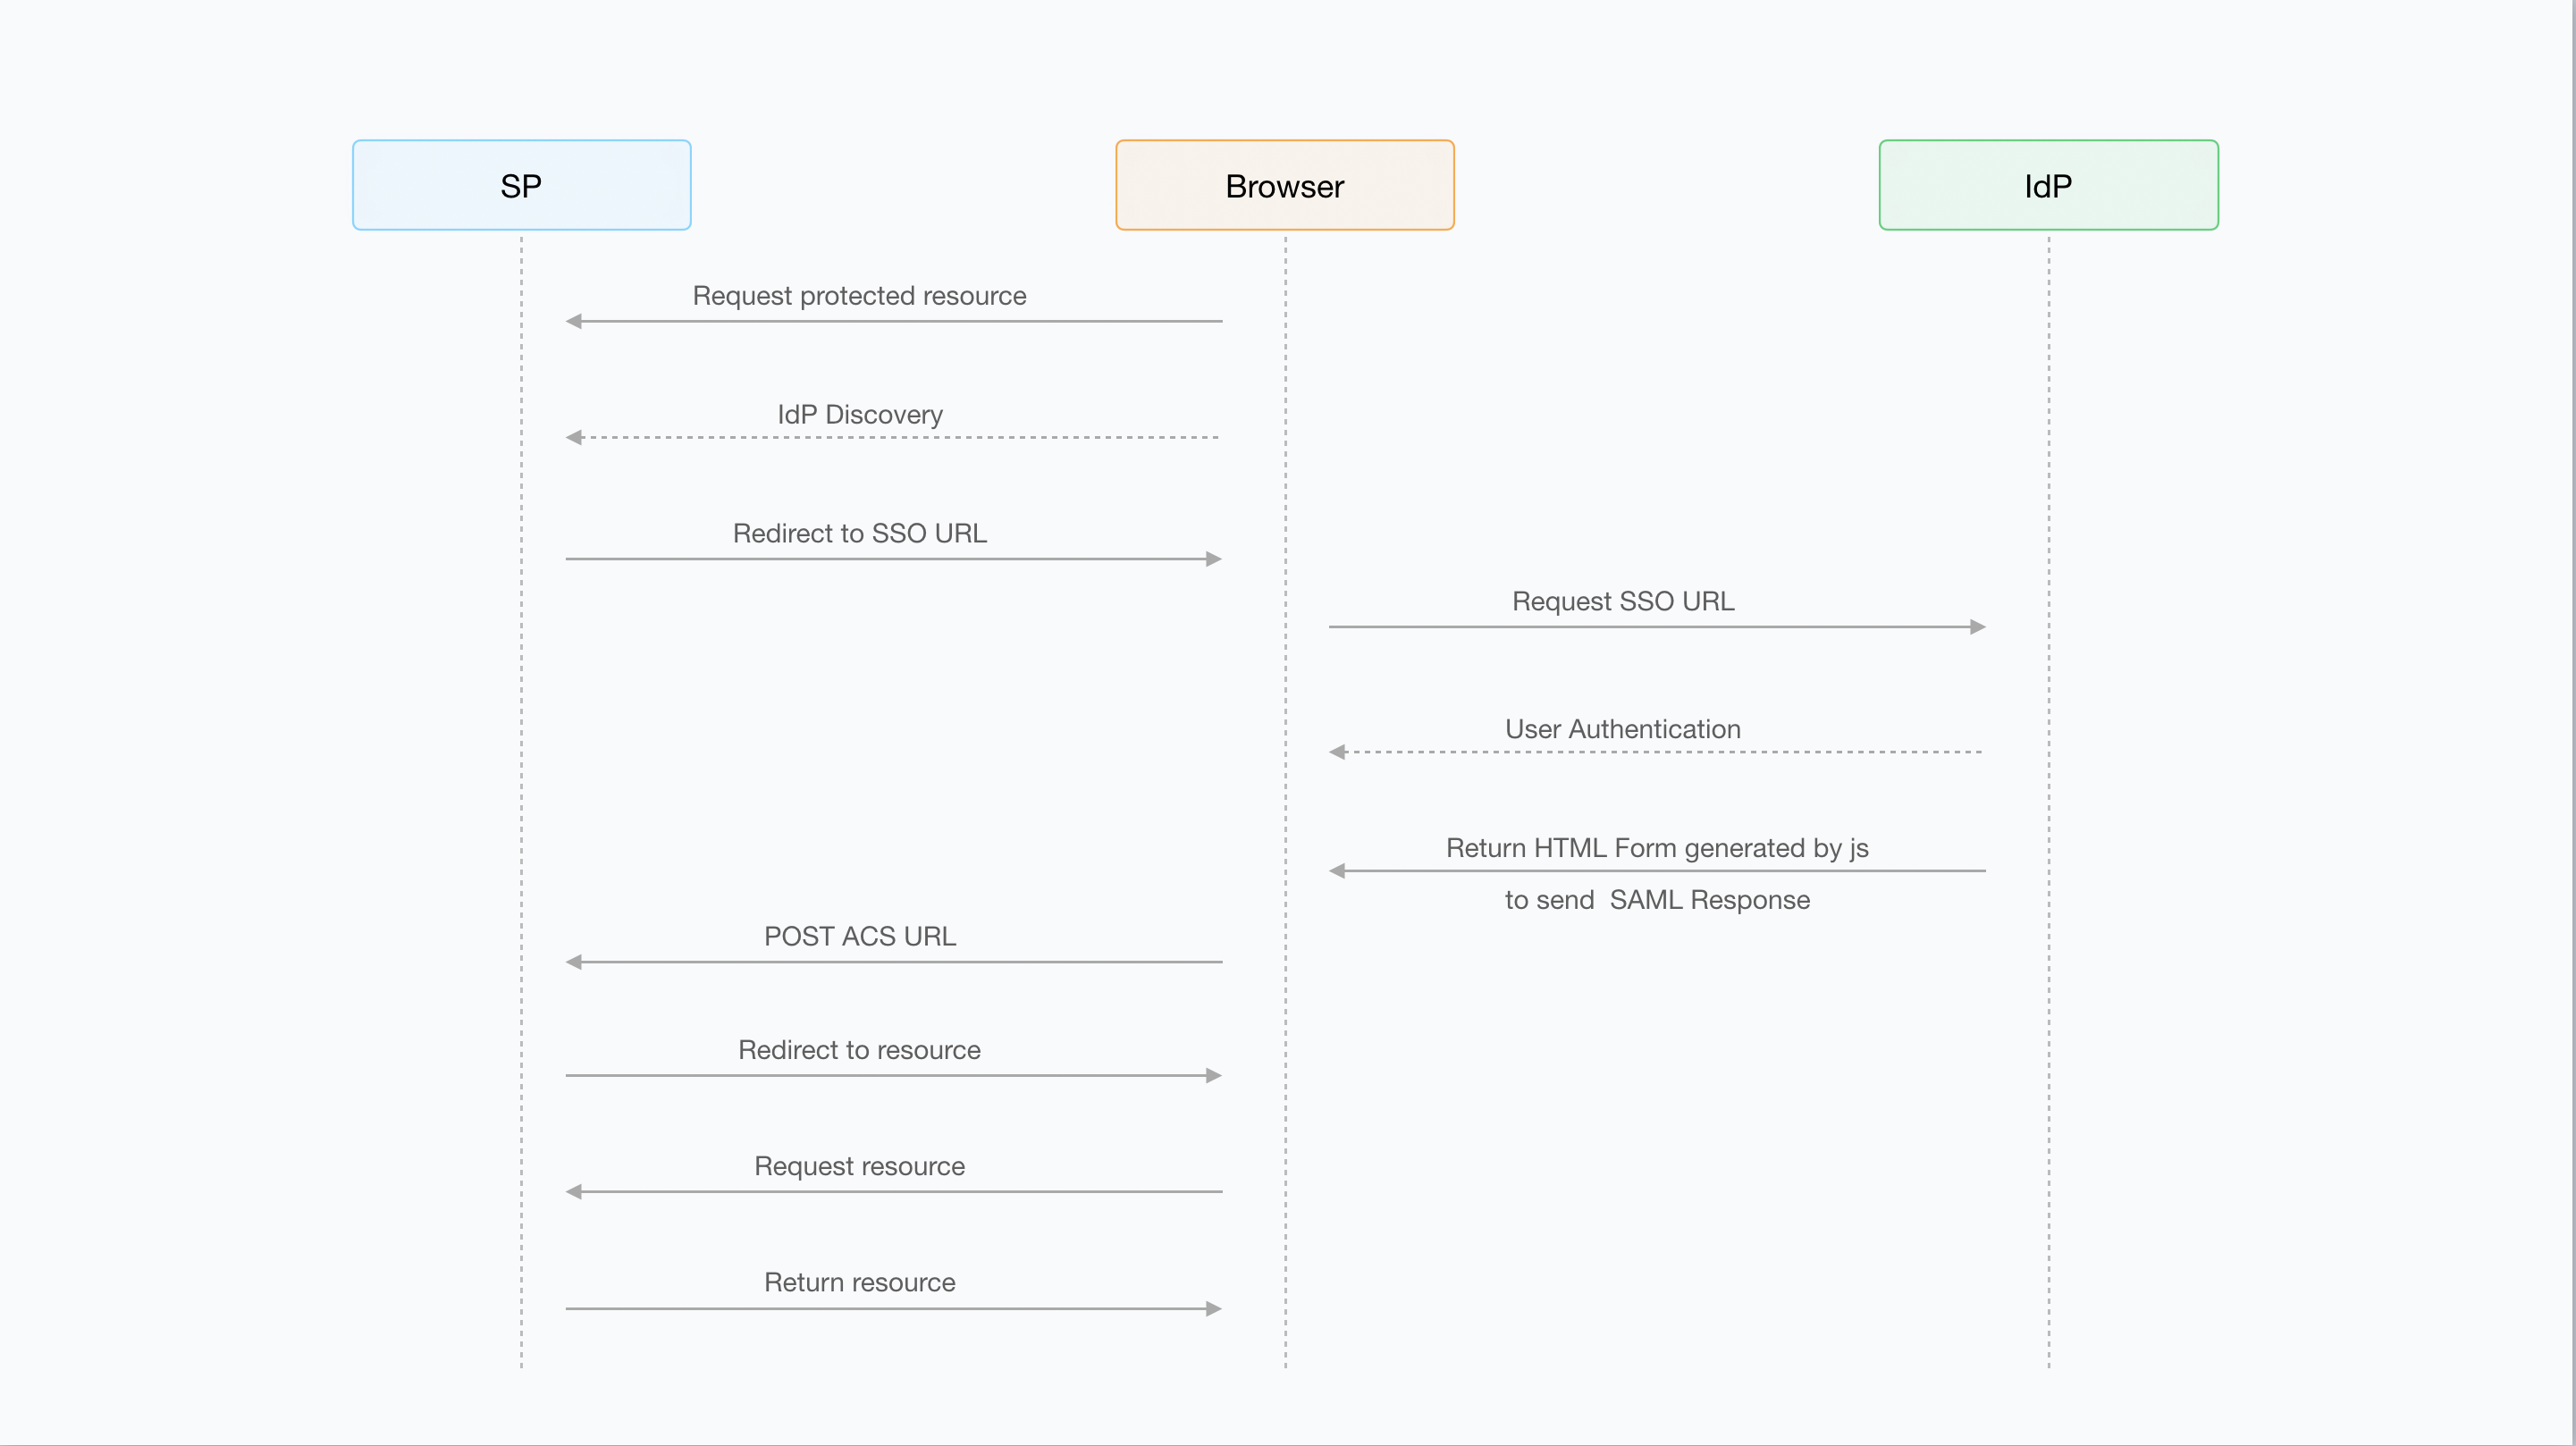 SP
Browser
IdP
Request protected resource
IdP Discovery
Redirect to SSO URL
Request SSO URL
User Authentication
Return HTML Form generated by js
to send  SAML Response
POST ACS URL
Redirect to resource
Request resource
Return resource